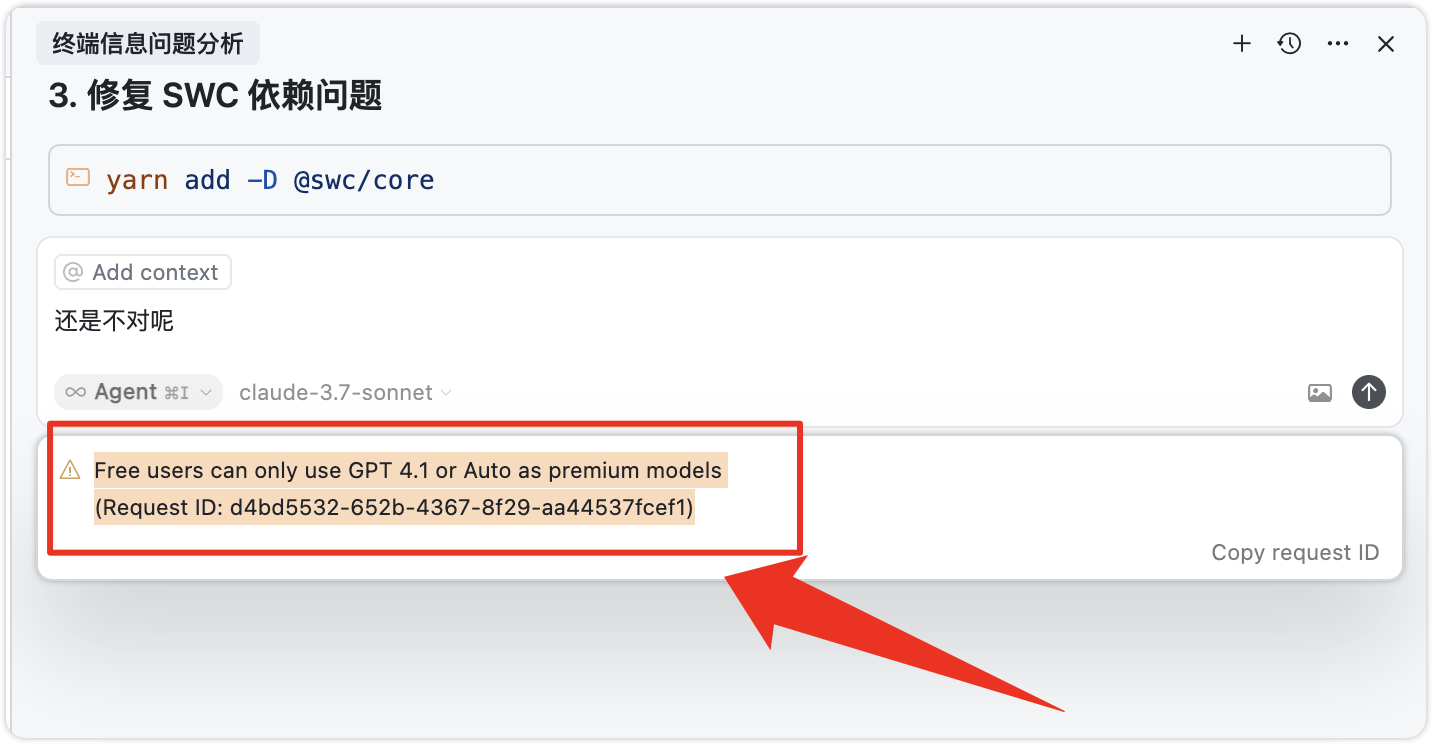 终端信息问题分析
3. 修复 SWC 依赖问题
yarn add -D @swc/core
@ Add context
还是不对呢
∞ Agent ⌘I claude-3.7-sonnet
Free users can only use GPT 4.1 or Auto as premium models
(Request ID: d4bd5532-652b-4367-8f29-aa44537fcef1)
Copy request ID